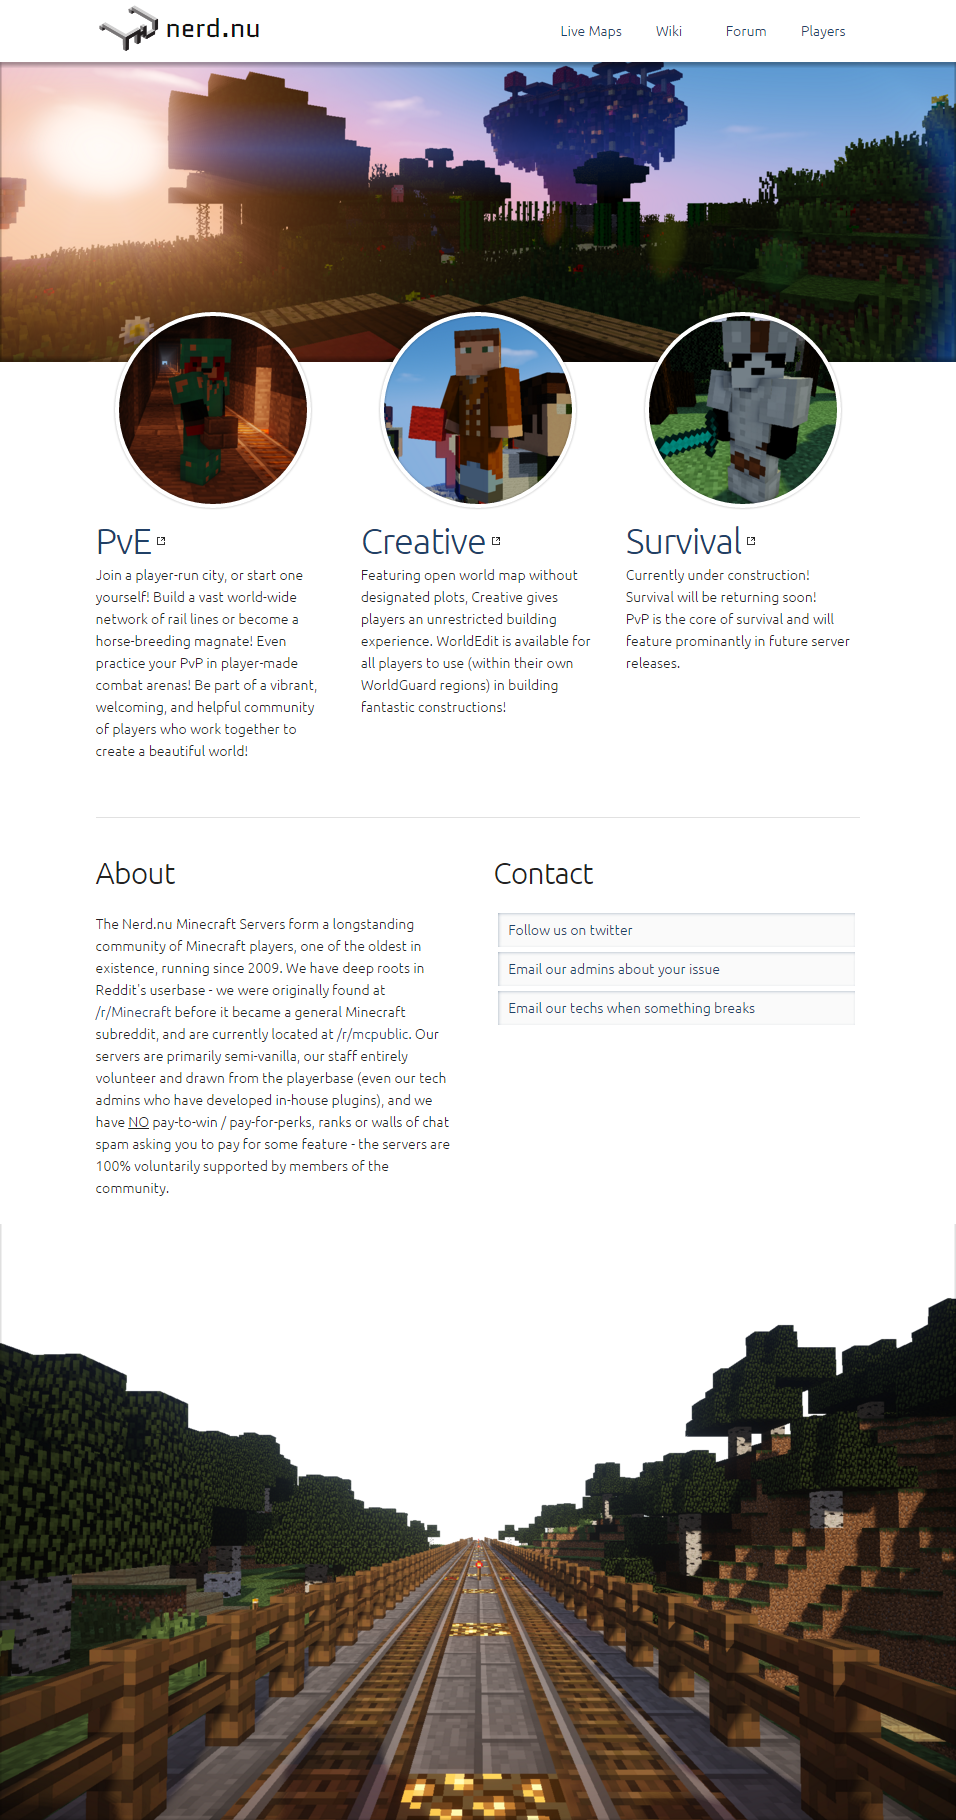 nerd.nu
Live Maps
Wiki
Forum
Players
PvE
Join a player-run city, or start one
yourself! Build a vast world-wide
network of rail lines or become a
horse-breeding magnate! Even
practice your PvP in player-made
combat arenas! Be part of a vibrant,
welcoming, and helpful community
of players who work together to
create a beautiful world!
Creative
Featuring open world map without
designated plots, Creative gives
players an unrestricted building
experience. WorldEdit is available for
all players to use (within their own
WorldGuard regions) in building
fantastic constructions!
Survival
Currently under construction!
Survival will be returning soon!
PvP is the core of survival and will
feature prominantly in future server
releases.
About
The Nerd.nu Minecraft Servers form a longstanding
community of Minecraft players, one of the oldest in
existence, running since 2009. We have deep roots in
Reddit's userbase - we were originally found at
/r/Minecraft before it became a general Minecraft
subreddit, and are currently located at /r/mcpublic. Our
servers are primarily semi-vanilla, our staff entirely
volunteer and drawn from the playerbase (even our tech
admins who have developed in-house plugins), and we
have NO pay-to-win / pay-for-perks, ranks or walls of chat
spam asking you to pay for some feature - the servers are
100% voluntarily supported by members of the
community.
Contact
Follow us on twitter
Email our admins about your issue
Email our techs when something breaks